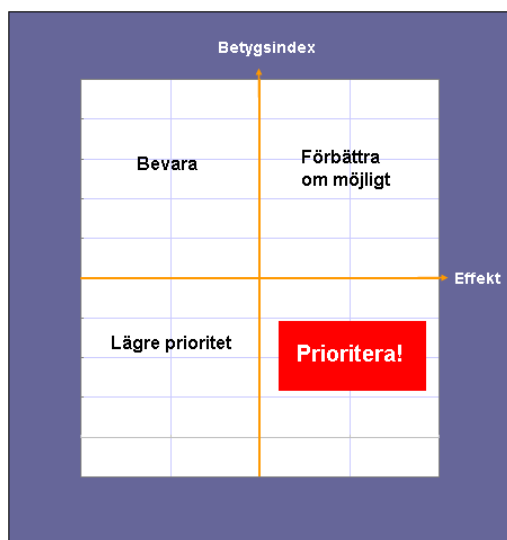 Betygsindex
Bevara
Förbättra
om möjligt
Effekt
Lägre prioritet
Prioritera!